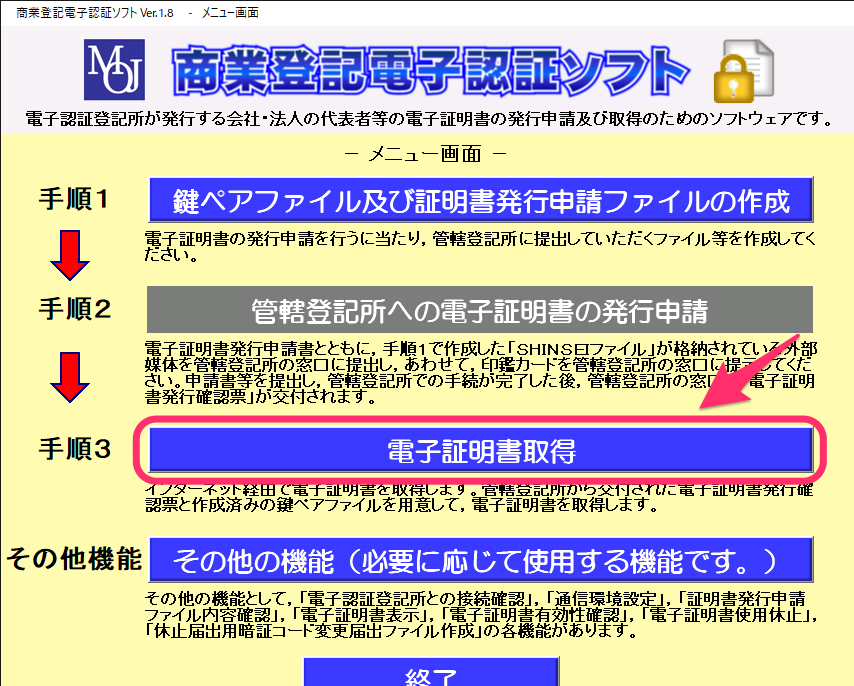 商業登記電子認証ソフト Ver.1.8 - メニュー画面
MOJ 商業登記電子認証ソフト
電子認証登記所が発行する会社・法人の代表者等の電子証明書の発行申請及び取得のためのソフトウェアです。
－ メニュー画面 －
手順1 鍵ペアファイル及び証明書発行申請ファイルの作成
電子証明書の発行申請を行うに当たり，管轄登記所に提出していただくファイル等を作成してく
ださい。
手順2 管轄登記所への電子証明書の発行申請
電子証明書発行申請書とともに，手順1で作成した「SHINSEIファイル」が格納されている外部
媒体を管轄登記所の窓口に提出し，あわせて，印鑑カードを管轄登記所の窓口に提示してくだ
さい。申請書等を提出し，管轄登記所での手続が完了した後，管轄登記所の窓口 電子証明
書発行確認票」が交付されます。
手順3 電子証明書取得
インターネット経由で電子証明書を取得します。管轄登記所から交付された電子証明書発行確
認票と作成済みの鍵ペアファイルを用意して，電子証明書を取得します。
その他機能 その他の機能（必要に応じて使用する機能です。）
その他の機能として，「電子認証登記所との接続確認」，「通信環境設定」，「証明書発行申請
ファイル内容確認」，「電子証明書表示」，「電子証明書有効性確認」，「電子証明書使用休止」，
「休止届出用暗証コード変更届出ファイル作成」の各機能があります。
終了